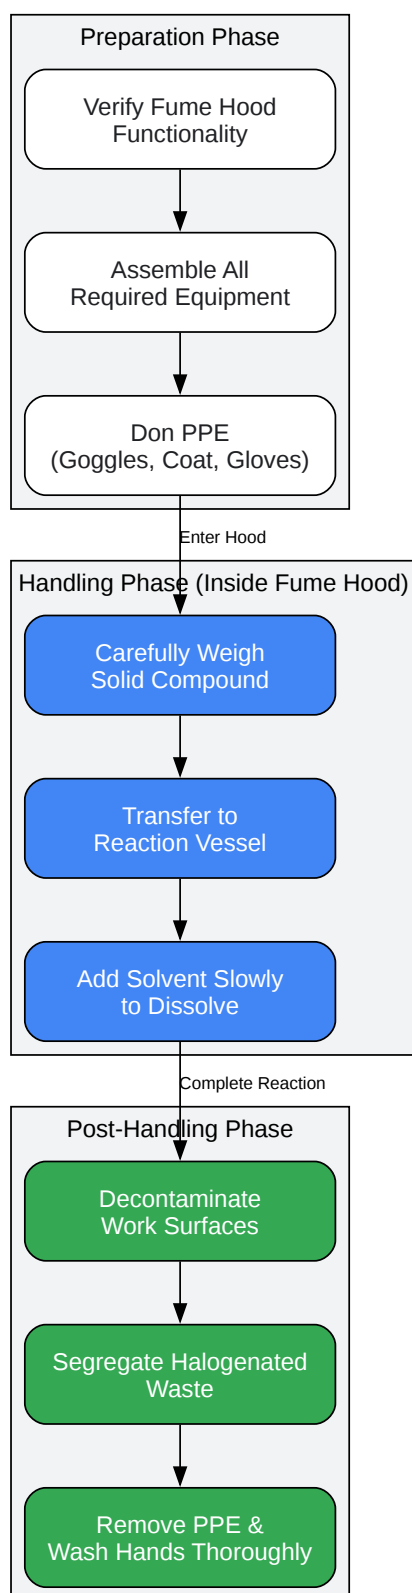 Preparation Phase
Verify Fume Hood
Functionality
Assemble All
Required Equipment
Don PPE
(Goggles, Coat, Gloves)
Enter Hood
Handling Phase (Inside Fume Hood)
Carefully Weigh
Solid Compound
Transfer to
Reaction Vessel
Add Solvent Slowly
to Dissolve
Complete Reaction
Post-Handling Phase
Decontaminate
Work Surfaces
Segregate Halogenated
Waste
Remove PPE &
Wash Hands Thoroughly